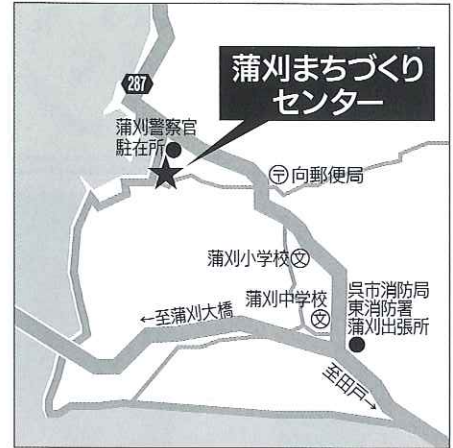 287
蒲刈まちづくり
センター
蒲刈警察官
駐在所
〒向郵便局
蒲刈小学校文
蒲刈中学校
文
呉市消防局
東消防署
蒲刈出張所
←至蒲刈大橋
至田戸→